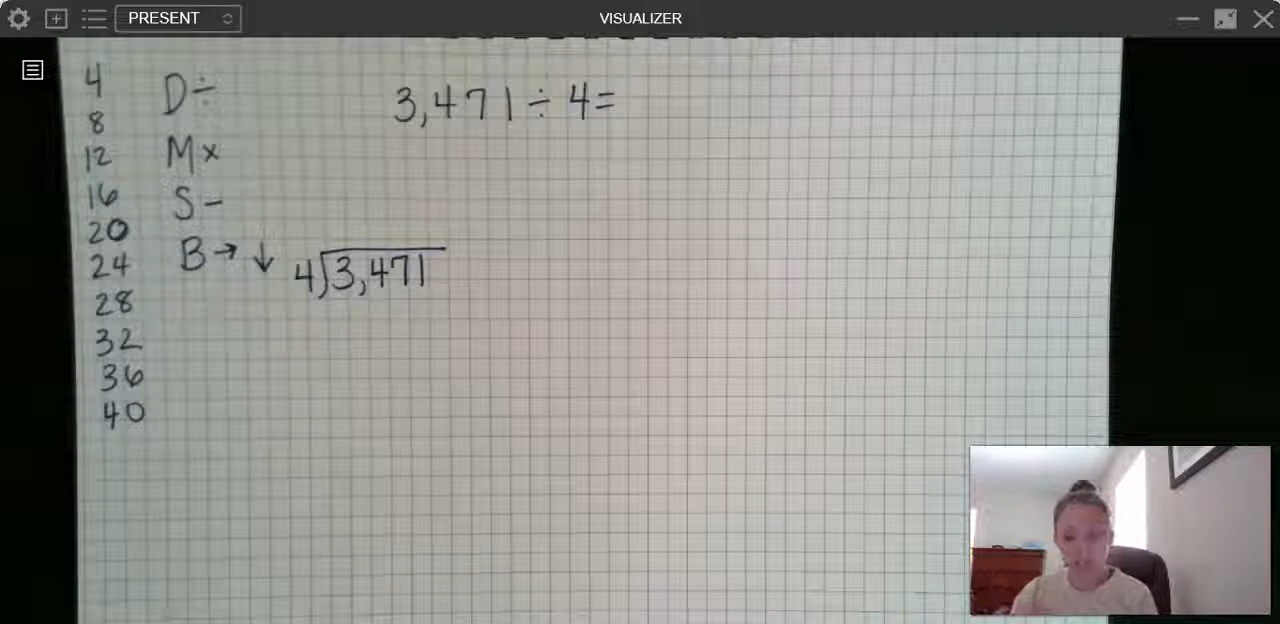 PRESENT
VISUALIZER
4
8
12
16
20
24
28
32
36
40
D÷
M×
S−
B→ ↓
3,471÷4=
4)3,471